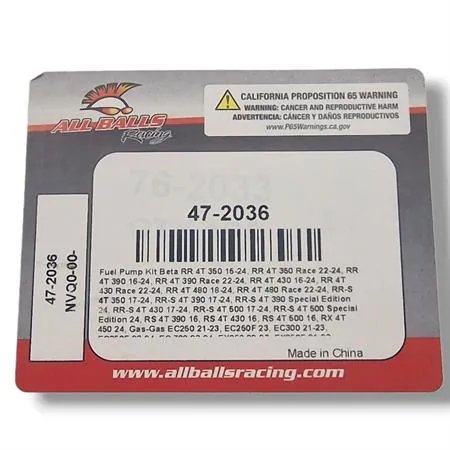 ALL BALLS
Racing
CALIFORNIA PROPOSITION 65 WARNING
WARNING: CANCER AND REPRODUCTIVE HARM
ADVERTENCIA: CÁNCER Y DAÑOS REPRODUCTIVOS
www.P65Warnings.ca.gov
76-2033
47-2036
47-2036
NVQ0-00-
Fuel Pump Kit Beta RR 4T 350 15-24, RR 4T 350 Race 22-24, RR
4T 390 16-24, RR 4T 390 Race 22-24, RR 4T 430 16-24, RR 4T
430 Race 22-24, RR 4T 480 18-24, RR 4T 480 Race 22-24, RR-S
4T 350 17-24, RR-S 4T 390 17-24, RR-S 4T 390 Special Edition
24, RR-S 4T 430 17-24, RR-S 4T 500 17-24, RR-S 4T 500 Special
Edition 24, RS 4T 390 16, RS 4T 430 16, RS 4T 500 16, RX 4T
450 24, Gas-Gas EC250 21-23, EC250F 23, EC300 21-23,
Made in China
www.allballsracing.com